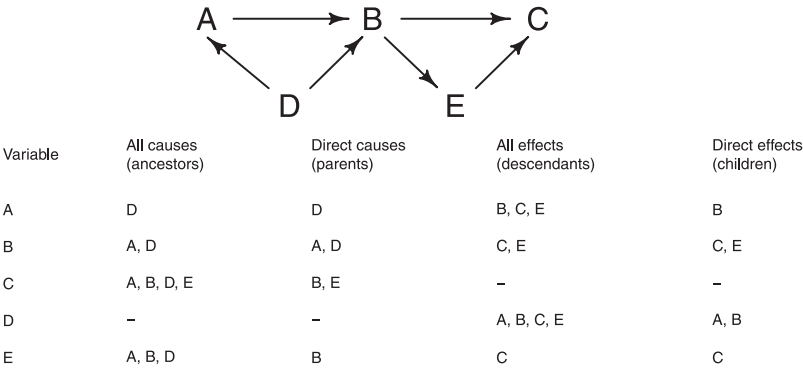 A B C
D E
Variable All causes (ancestors) Direct causes (parents) All effects (descendants) Direct effects (children)
A D D B, C, E B
B A, D A, D C, E C, E
C A, B, D, E B, E – –
D – – A, B, C, E A, B
E A, B, D B C C